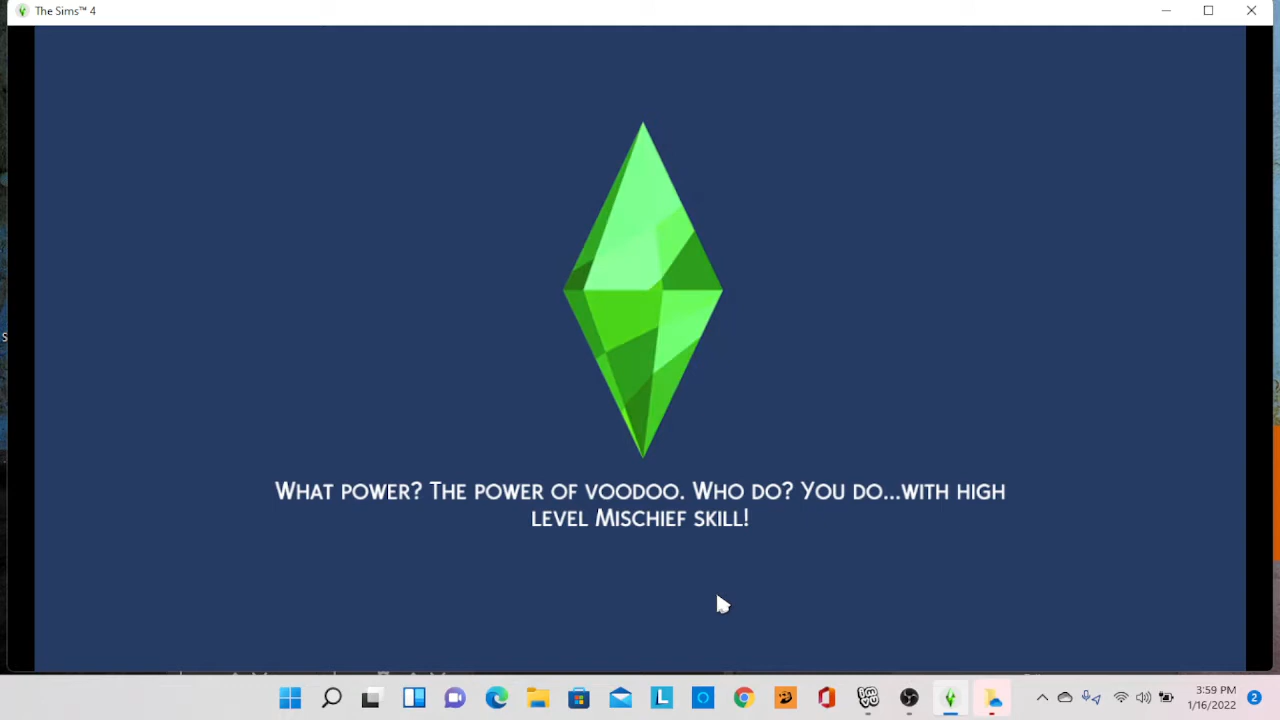 The Sims™ 4
What power? The power of voodoo. Who do? You do...with high
level Mischief skill!
3:59 PM
1/16/2022
2